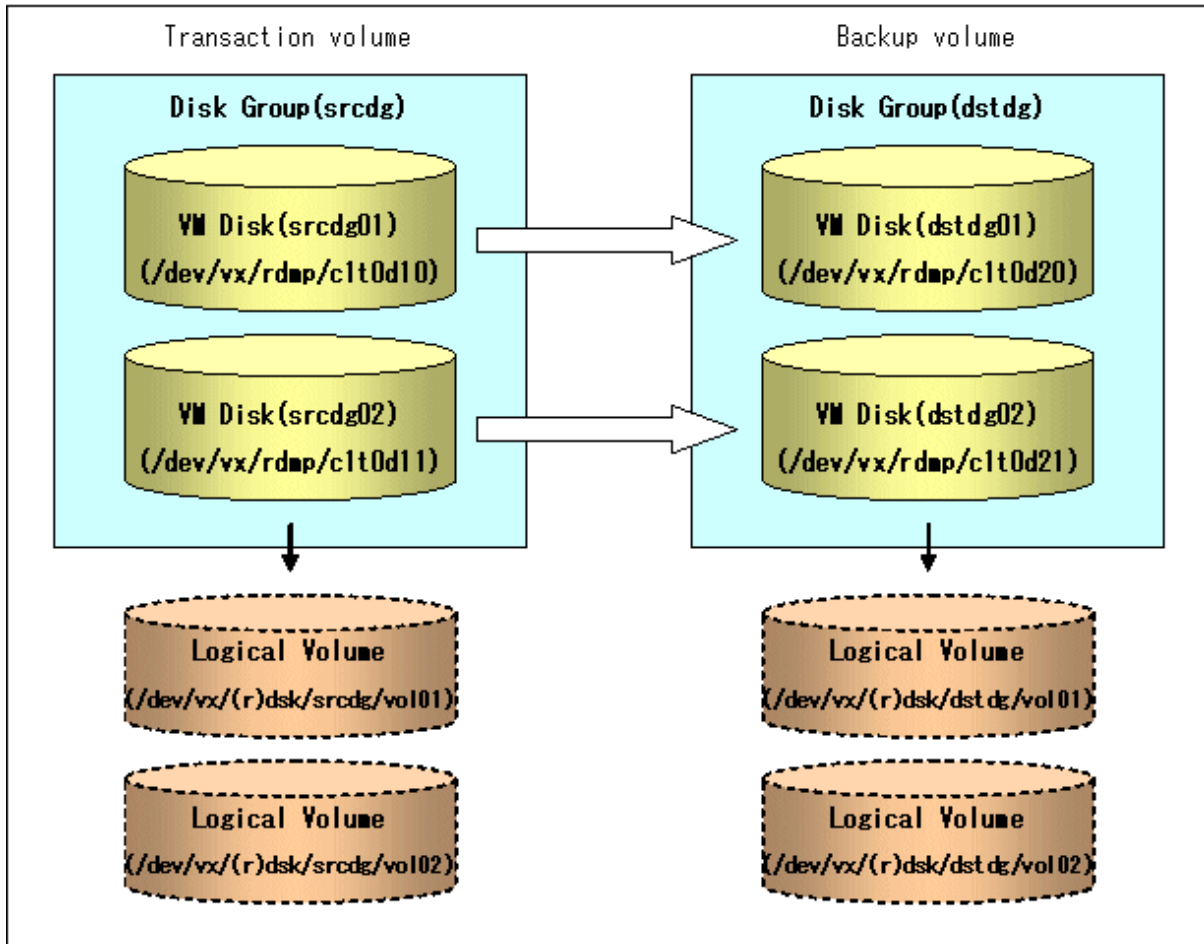 Transaction volume
Backup volume
Disk Group(srcdg)
VM Disk(srcdg01)
(/dev/vx/rdmp/c1t0d10)
VM Disk(srcdg02)
(/dev/vx/rdmp/c1t0d11)
Logical Volume
(/dev/vx/(r)dsk/srcdg/vol01)
Logical Volume
(/dev/vx/(r)dsk/srcdg/vol02)
Disk Group(dstdg)
VM Disk(dstdg01)
(/dev/vx/rdmp/c1t0d20)
VM Disk(dstdg02)
(/dev/vx/rdmp/c1t0d21)
Logical Volume
(/dev/vx/(r)dsk/dstdg/vol01)
Logical Volume
(/dev/vx/(r)dsk/dstdg/vol02)